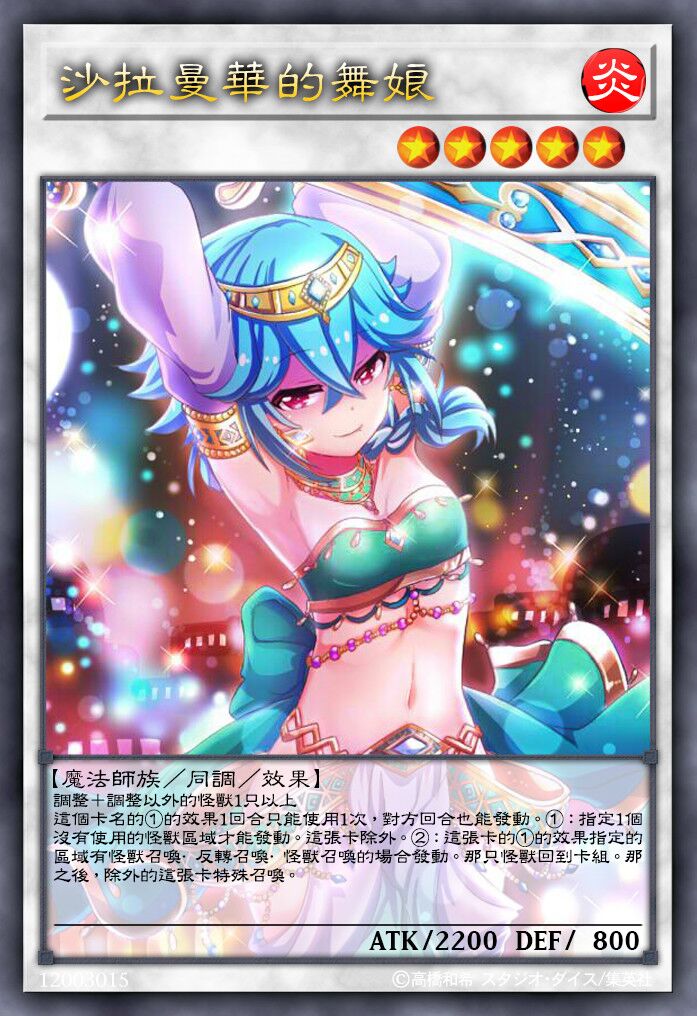 沙拉曼華的舞娘
炎
【魔法師族／同調／效果】
調整＋調整以外的怪獸1只以上
這個卡名的①的效果1回合只能使用1次，對方回合也能發動。①：指定1個
沒有使用的怪獸區域才能發動。這張卡除外。②：這張卡的①的效果指定的
區域有怪獸召喚·反轉召喚·怪獸召喚的場合發動。那只怪獸回到卡組。那
之後，除外的這張卡特殊召喚。
ATK/2200 DEF/ 800
12003015 ©高橋和希 スタジオ·ダイス/集英社